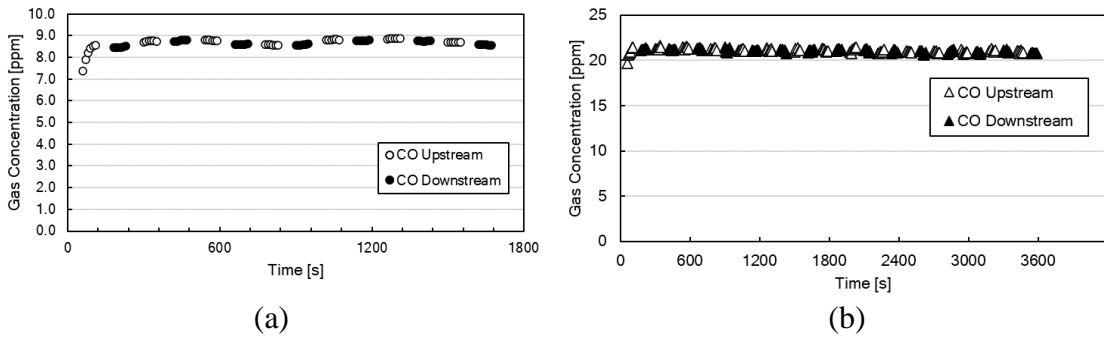 10.0
9.0
8.0
7.0
6.0
5.0
4.0
3.0
2.0
1.0
0.0
Gas Concentration [ppm]
CO Upstream
CO Downstream
0 600 1200 1800
Time [s]
(a)
25
20
15
10
5
0
Gas Concentration [ppm]
CO Upstream
CO Downstream
0 600 1200 1800 2400 3000 3600
Time [s]
(b)